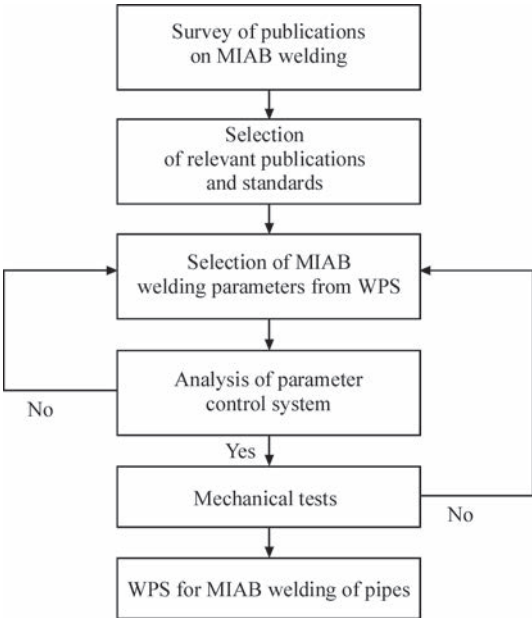 Survey of publications
on MIAB welding
Selection
of relevant publications
and standards
Selection of MIAB
welding parameters from WPS
Analysis of parameter
control system
No
Yes
Mechanical tests
No
WPS for MIAB welding of pipes